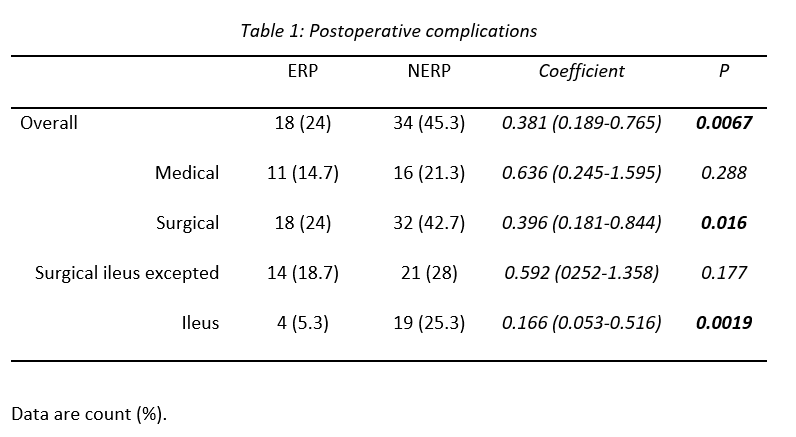 Table 1: Postoperative complications
ERP NERP Coefficient P
Overall 18 (24) 34 (45.3) 0.381 (0.189-0.765) 0.0067
Medical 11 (14.7) 16 (21.3) 0.636 (0.245-1.595) 0.288
Surgical 18 (24) 32 (42.7) 0.396 (0.181-0.844) 0.016
Surgical ileus excepted 14 (18.7) 21 (28) 0.592 (0252-1.358) 0.177
Ileus 4 (5.3) 19 (25.3) 0.166 (0.053-0.516) 0.0019
Data are count (%).